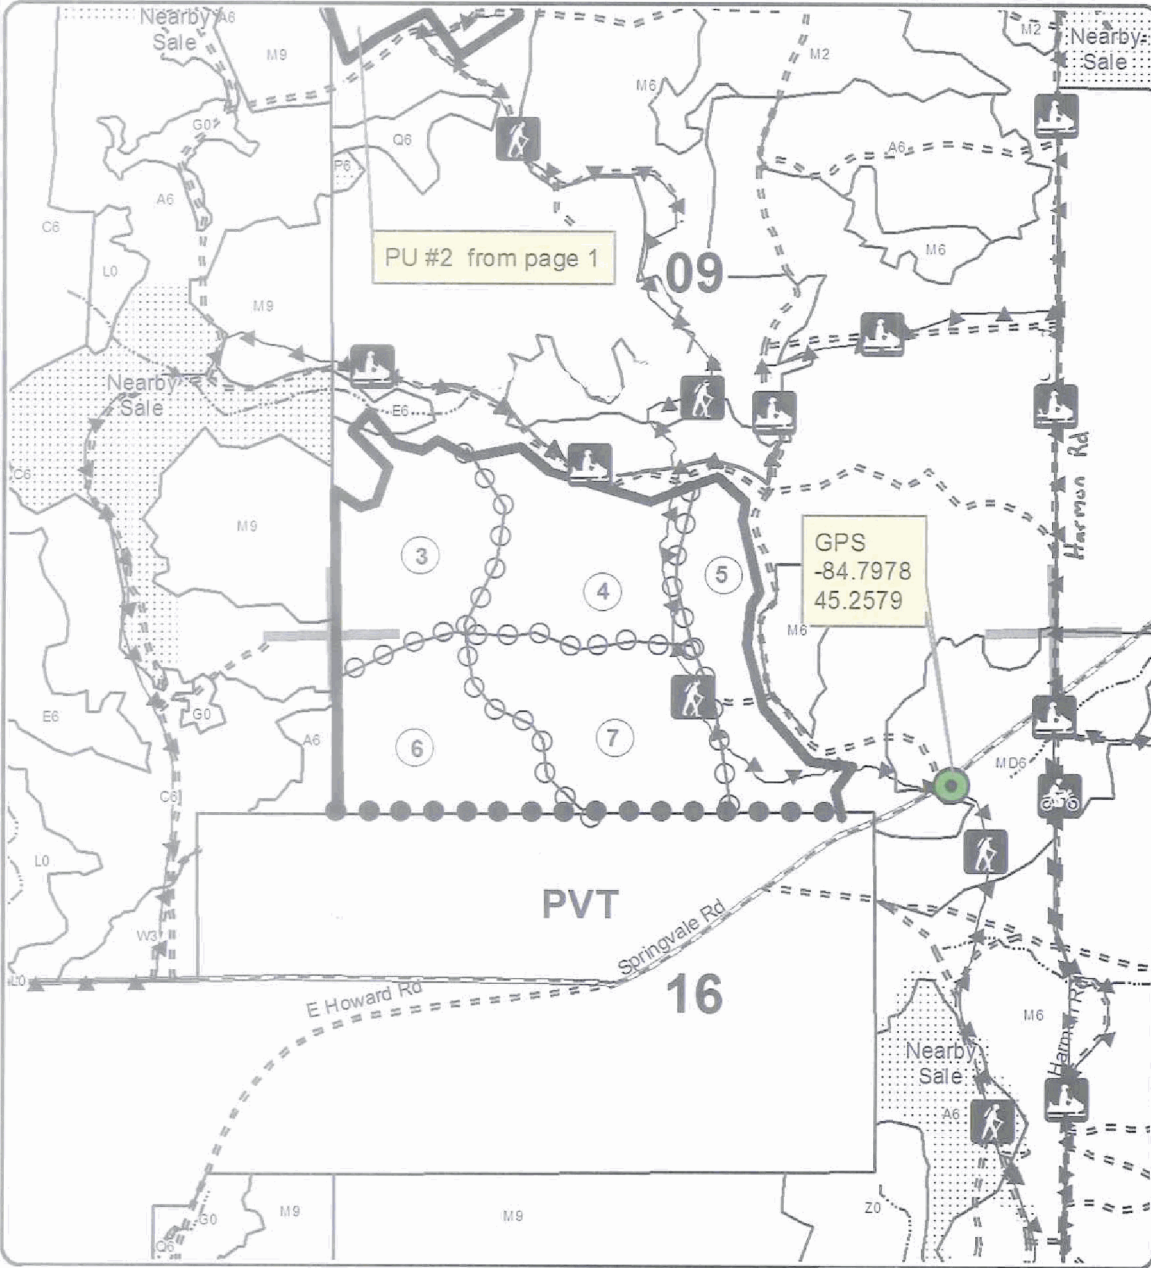 Nearby
Sale
A6
M9
M2
M2
Nearby
Sale
M6
G0
Q6
A6
P6
A6
C6
M6
PU #2 from page 1
09
L0
M9
Nearby
Sale
E6
C6
Harmon Rd
M9
3
GPS
-84.7978
45.2579
4
5
M6
E6
G0
A6
6
7
MD6
C6
L0
PVT
W3
Springvale Rd
L0
E Howard Rd
16
M6
Harmon Rd
Nearby
Sale
A6
G0
M9
M9
Z0
Q6